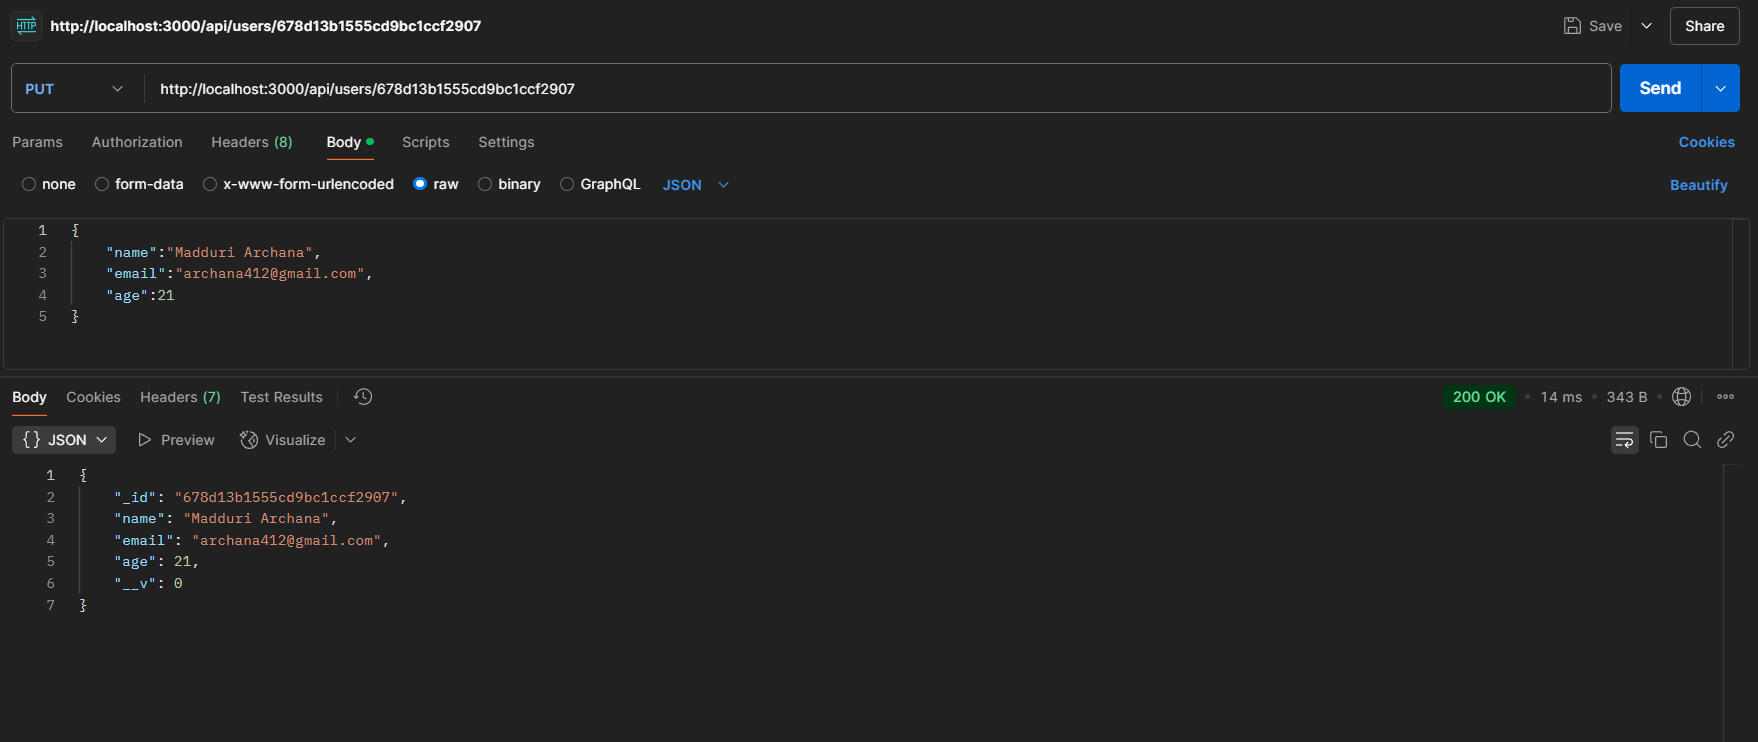 HTTP http://localhost:3000/api/users/678d13b1555cd9bc1ccf2907 Save Share
PUT http://localhost:3000/api/users/678d13b1555cd9bc1ccf2907 Send
Params Authorization Headers (8) Body Scripts Settings Cookies
none form-data x-www-form-urlencoded raw binary GraphQL JSON Beautify
1 {
2 "name":"Madduri Archana",
3 "email":"archana412@gmail.com",
4 "age":21
5 }
Body Cookies Headers (7) Test Results 200 OK • 14 ms • 343 B •
{} JSON Preview Visualize
1 {
2 "_id": "678d13b1555cd9bc1ccf2907",
3 "name": "Madduri Archana",
4 "email": "archana412@gmail.com",
5 "age": 21,
6 "__v": 0
7 }